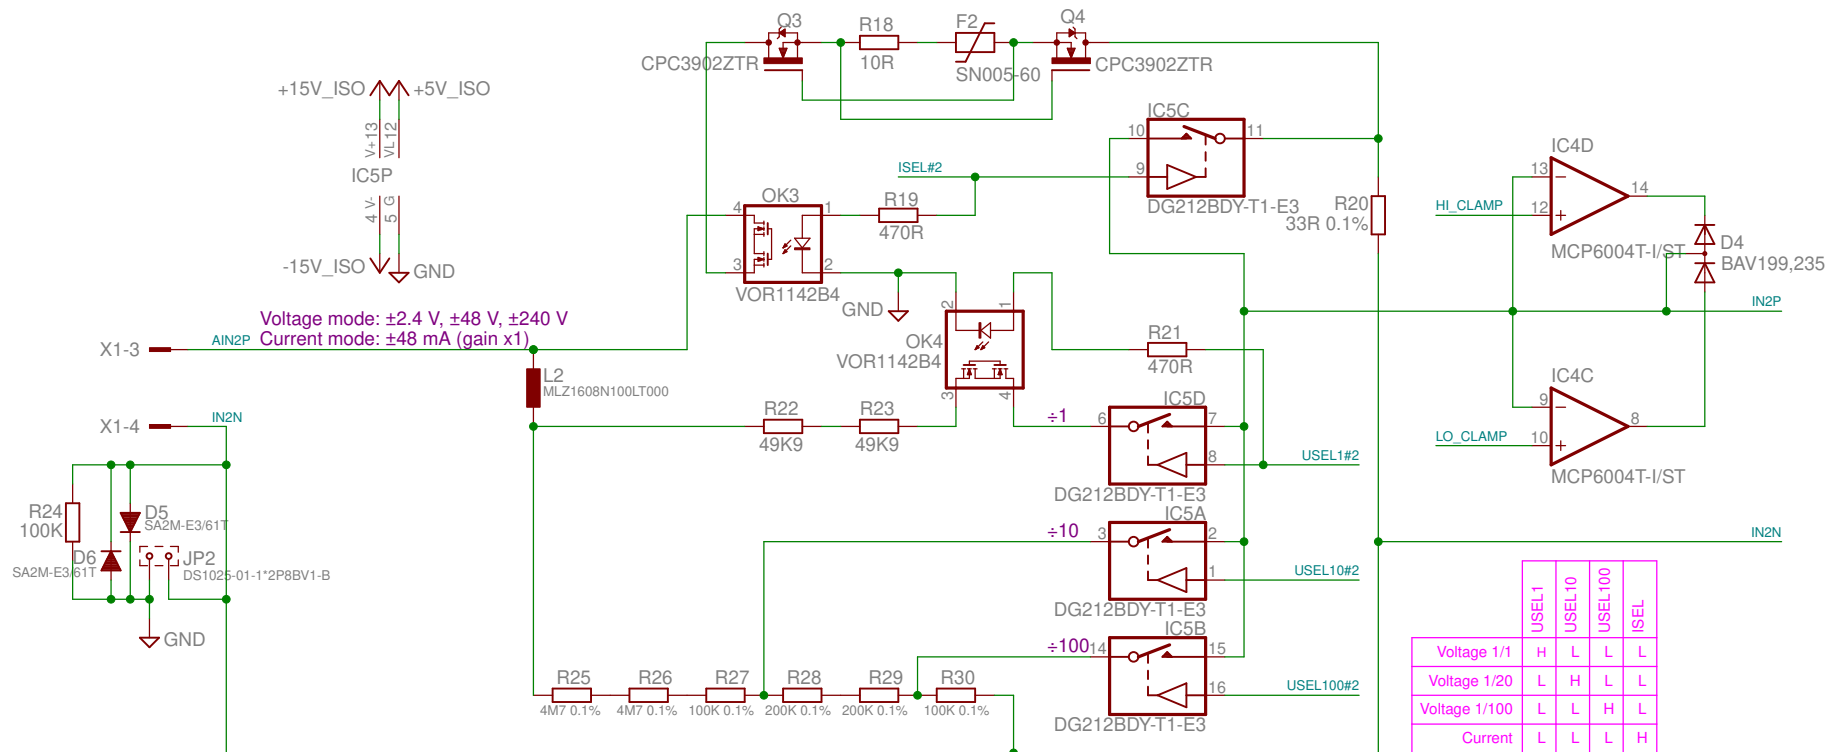 Q3
R18
F2
Q4
CPC3902ZTR
10R
SN005-60
CPC3902ZTR
+15V_ISO
+5V_ISO
V+ 13
VL 12
IC5P
4 V-
5 G
-15V_ISO
GND
IC5C
10
11
9
DG212BDY-T1-E3
ISEL#2
OK3
4
1
3
2
VOR1142B4
R19
470R
R20
33R 0.1%
IC4D
13
14
12
HI_CLAMP
MCP6004T-I/ST
D4
BAV199,235
IN2P
GND
2
1
OK4
VOR1142B4
3
4
R21
470R
Voltage mode: ±2.4 V, ±48 V, ±240 V
Current mode: ±48 mA (gain x1)
X1-3
AIN2P
L2
MLZ1608N100LT000
X1-4
IN2N
R22
49K9
R23
49K9
÷1
IC5D
6
7
8
USEL1#2
DG212BDY-T1-E3
IC4C
9
8
10
LO_CLAMP
MCP6004T-I/ST
R24
100K
D5
SA2M-E3/61T
D6
SA2M-E3/61T
JP2
DS1025-01-1*2P8BV1-B
GND
÷10
IC5A
3
2
1
USEL10#2
DG212BDY-T1-E3
IN2N
÷100
IC5B
14
15
16
USEL100#2
DG212BDY-T1-E3
R25
4M7 0.1%
R26
4M7 0.1%
R27
100K 0.1%
R28
200K 0.1%
R29
200K 0.1%
R30
100K 0.1%
USEL1 USEL10 USEL100 ISEL
Voltage 1/1 H L L L
Voltage 1/20 L H L L
Voltage 1/100 L L H L
Current L L L H